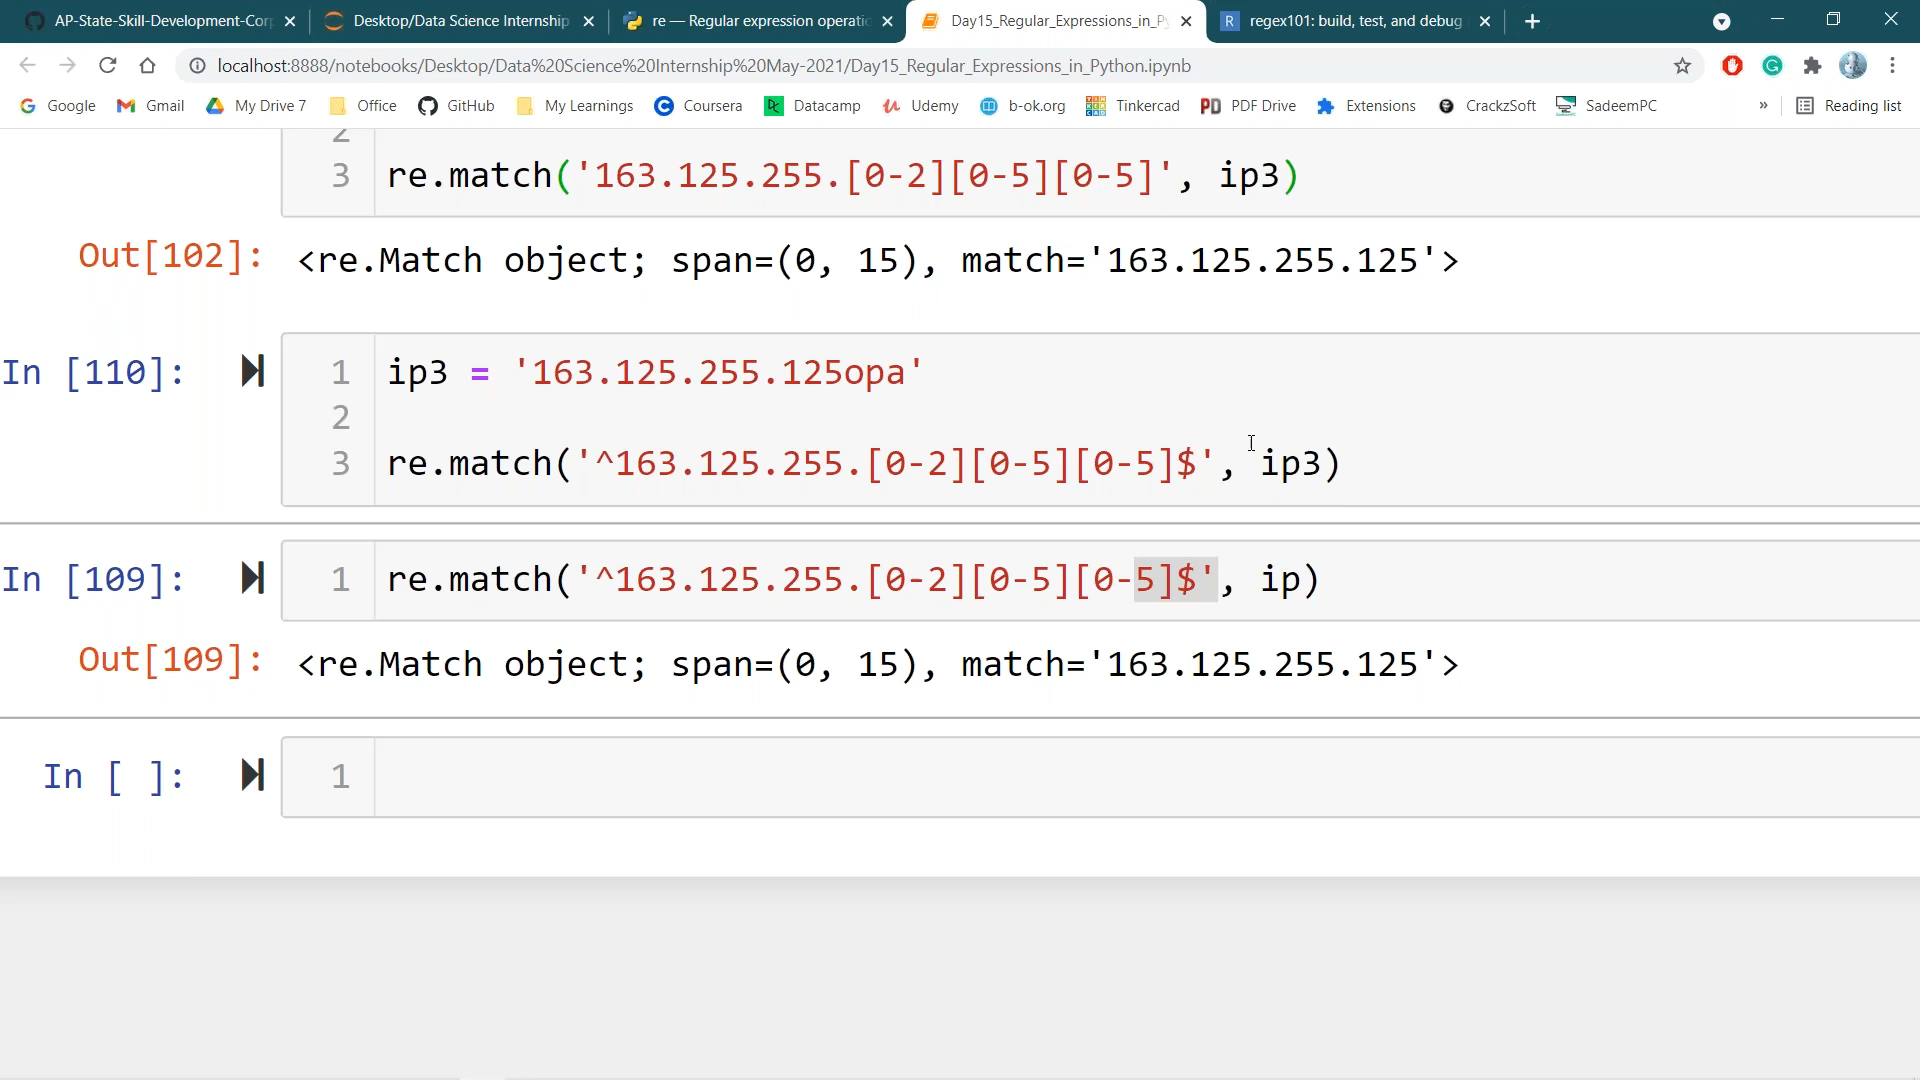 AP-State-Skill-Development-Corp
Desktop/Data Science Internship
re — Regular expression operatio
Day15_Regular_Expressions_in_Py
regex101: build, test, and debug
localhost:8888/notebooks/Desktop/Data%20Science%20Internship%20May-2021/Day15_Regular_Expressions_in_Python.ipynb
Google Gmail My Drive 7 Office GitHub My Learnings Coursera Datacamp Udemy b-ok.org Tinkercad PDF Drive Extensions CrackzSoft SadeemPC » Reading list
2
3 re.match('163.125.255.[0-2][0-5][0-5]', ip3)
Out[102]: <re.Match object; span=(0, 15), match='163.125.255.125'>
In [110]: 1 ip3 = '163.125.255.125opa'
2
3 re.match('^163.125.255.[0-2][0-5][0-5]$', ip3)
In [109]: 1 re.match('^163.125.255.[0-2][0-5][0-5]$', ip)
Out[109]: <re.Match object; span=(0, 15), match='163.125.255.125'>
In [ ]: 1